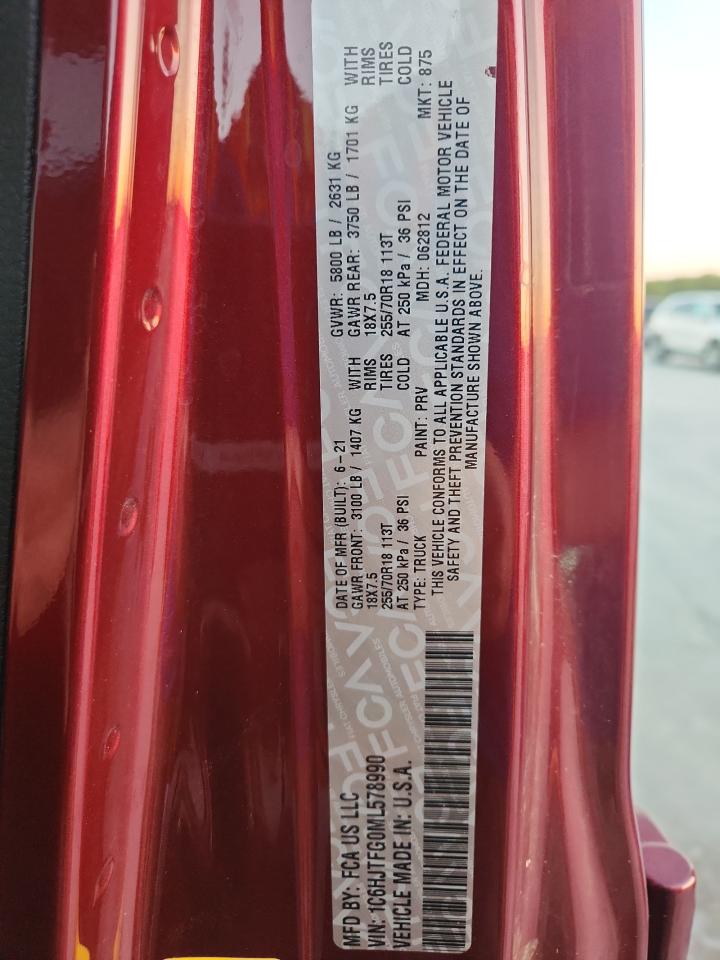 MFD BY: FCA US LLC
VIN: 1C6HJTFG0ML578990
VEHICLE MADE IN: U.S.A.
DATE OF MFR (BUILT): 6-21 GVWR: 5800 LB / 2631 KG
GAWR FRONT: 3100 LB / 1407 KG WITH GAWR REAR: 3750 LB / 1701 KG WITH
18X7.5 RIMS 18X7.5 RIMS
255/70R18 113T TIRES 255/70R18 113T TIRES
AT 250 kPa / 36 PSI COLD AT 250 kPa / 36 PSI COLD
TYPE: TRUCK PAINT: PRV MDH: 062812 MKT: 875
THIS VEHICLE CONFORMS TO ALL APPLICABLE U.S.A. FEDERAL MOTOR VEHICLE
SAFETY AND THEFT PREVENTION STANDARDS IN EFFECT ON THE DATE OF
MANUFACTURE SHOWN ABOVE.